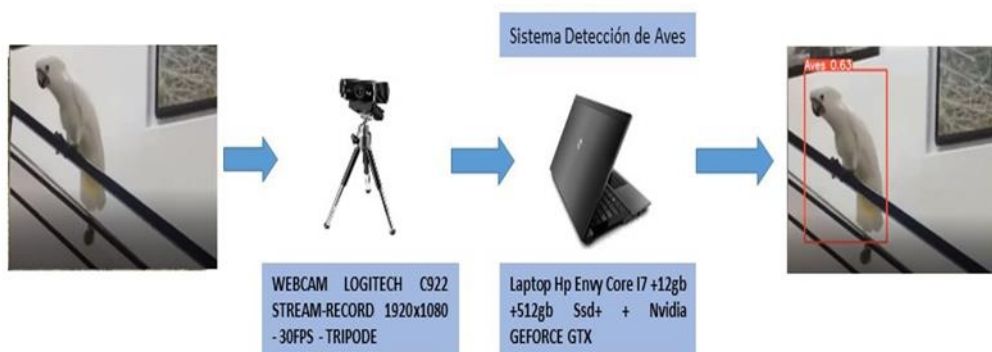 Sistema Detección de Aves
Aves 0.63
WEBCAM LOGITECH C922
STREAM-RECORD 1920x1080
- 30FPS - TRIPODE
Laptop Hp Envy Core I7 +12gb
+512gb Ssd+ + Nvidia
GEFORCE GTX